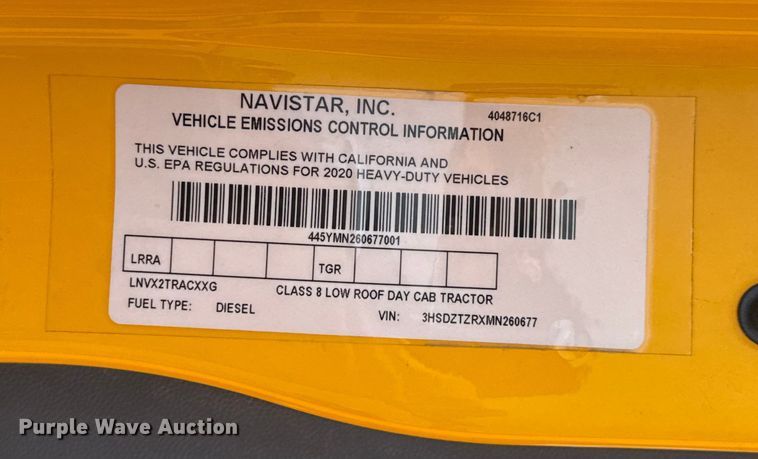 NAVISTAR, INC.
4048716C1
VEHICLE EMISSIONS CONTROL INFORMATION
THIS VEHICLE COMPLIES WITH CALIFORNIA AND
U.S. EPA REGULATIONS FOR 2020 HEAVY-DUTY VEHICLES
445YMN260677001
LRRA TGR
LNVX2TRACXXG CLASS 8 LOW ROOF DAY CAB TRACTOR
FUEL TYPE: DIESEL VIN: 3HSDZTZRXMN260677
Purple Wave Auction